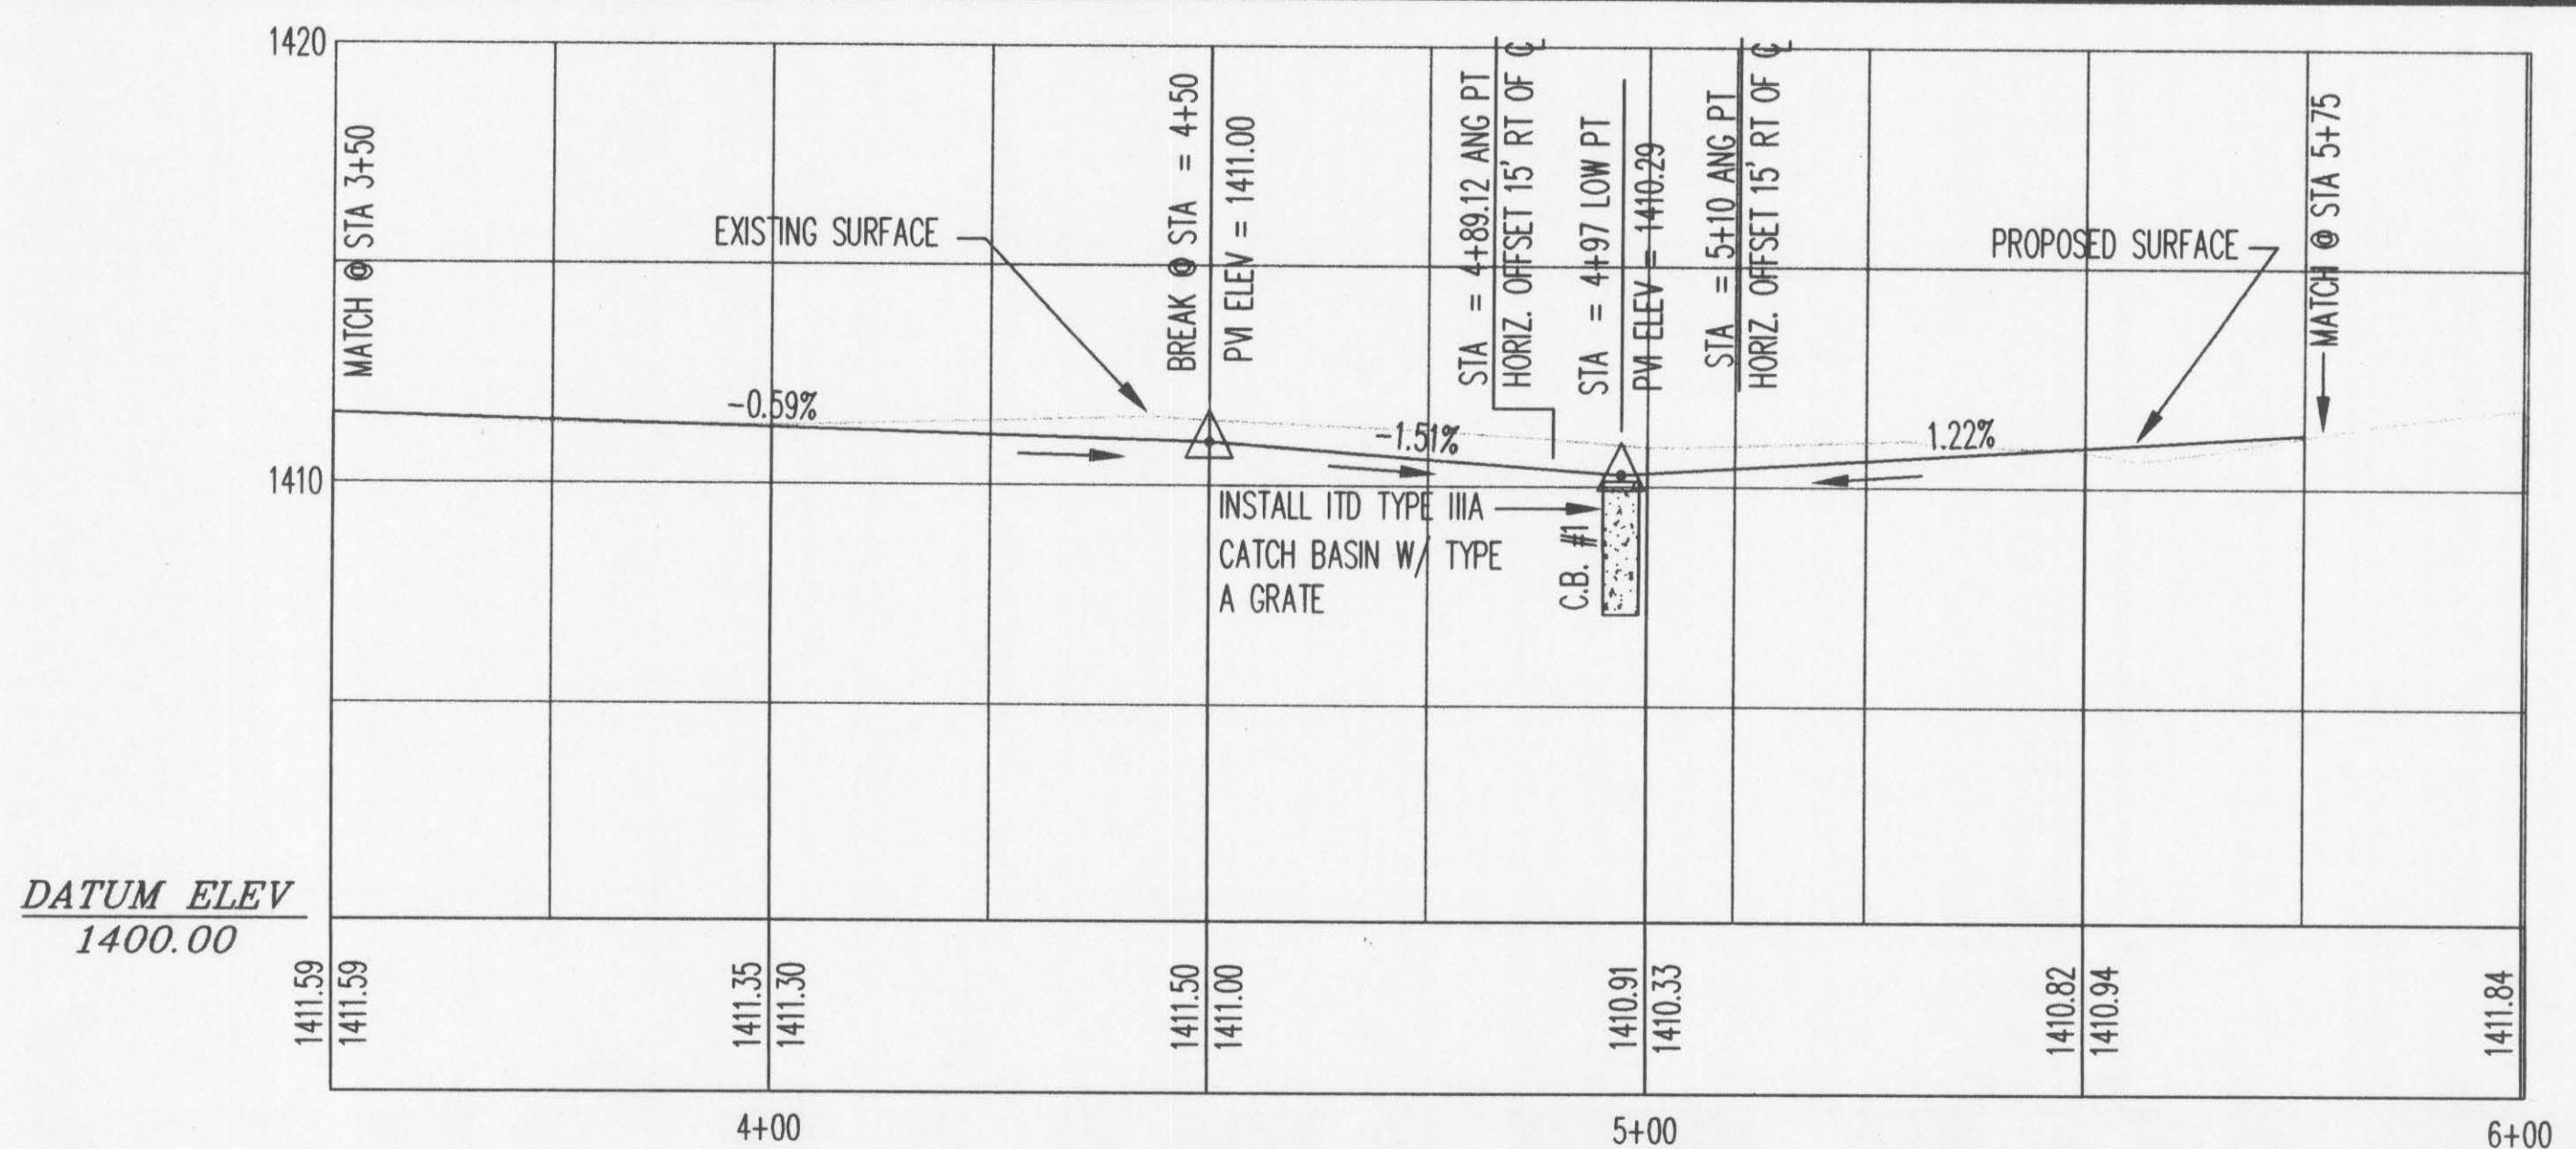 1420
MATCH @ STA 3+50
EXISTING SURFACE
BREAK @ STA = 4+50
PVI ELEV = 1411.00
STA = 4+89.12 ANG PT
HORIZ. OFFSET 15' RT OF ℄
STA = 4+97 LOW PT
PVI ELEV = 1410.29
STA = 5+10 ANG PT
HORIZ. OFFSET 15' RT OF ℄
PROPOSED SURFACE
MATCH @ STA 5+75
-0.59%
-1.51%
1.22%
1410
INSTALL ITD TYPE IIIA
CATCH BASIN W/ TYPE
A GRATE
C.B. #1
DATUM ELEV
1400.00
1411.59
1411.59
1411.35
1411.30
1411.50
1411.00
1410.91
1410.33
1410.82
1410.94
1411.84
4+00
5+00
6+00